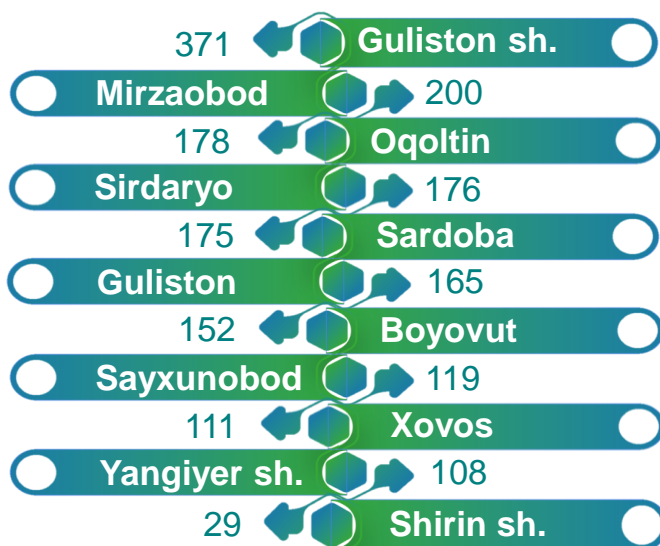 371 Guliston sh.
Mirzaobod 200
178 Oqoltin
Sirdaryo 176
175 Sardoba
Guliston 165
152 Boyovut
Sayxunobod 119
111 Xovos
Yangiyer sh. 108
29 Shirin sh.